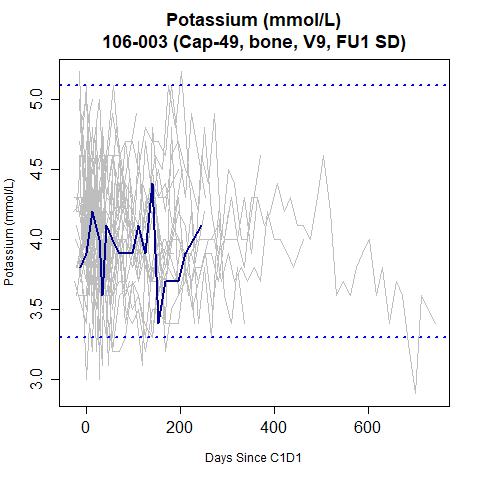 Potassium (mmol/L)
106-003 (Cap-49, bone, V9, FU1 SD)
Potassium (mmol/L)
5.0
4.5
4.0
3.5
3.0
0
200
400
600
Days Since C1D1